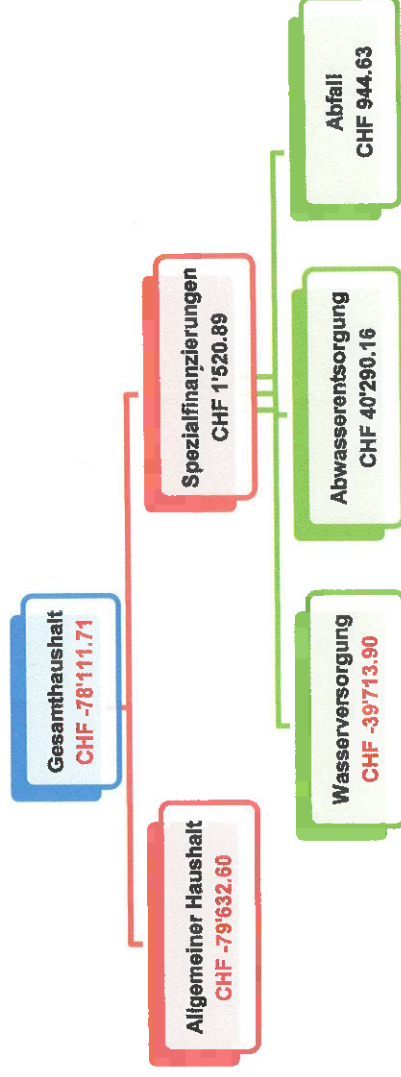 Gesamthaushalt
CHF -78'111.71
Allgemeiner Haushalt
CHF -79'632.60
Spezialfinanzierungen
CHF 1'520.89
Wasserversorgung
CHF -39'713.90
Abwasserentsorgung
CHF 40'290.16
Abfall
CHF 944.63